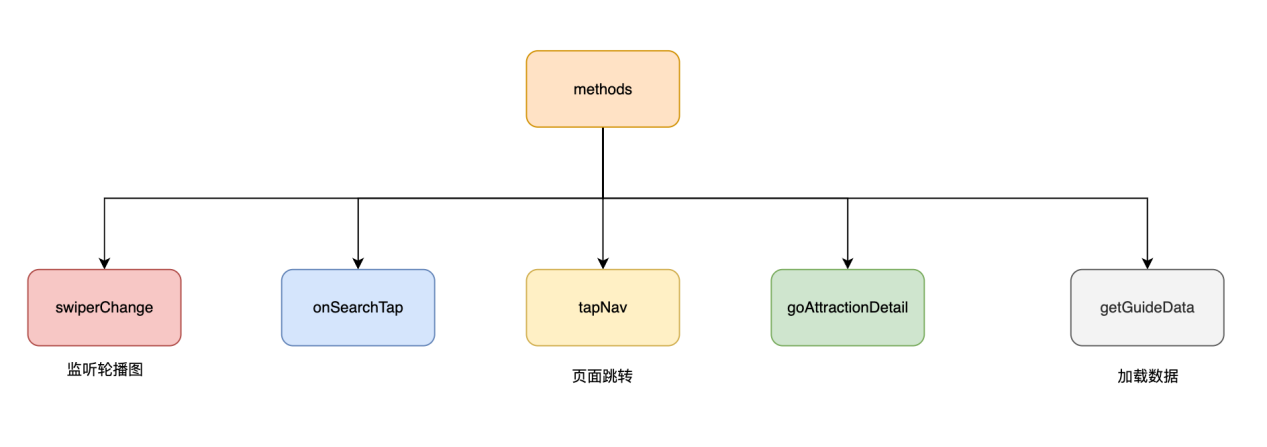 methods
swiperChange
onSearchTap
tapNav
goAttractionDetail
getGuideData
监听轮播图
页面跳转
加载数据